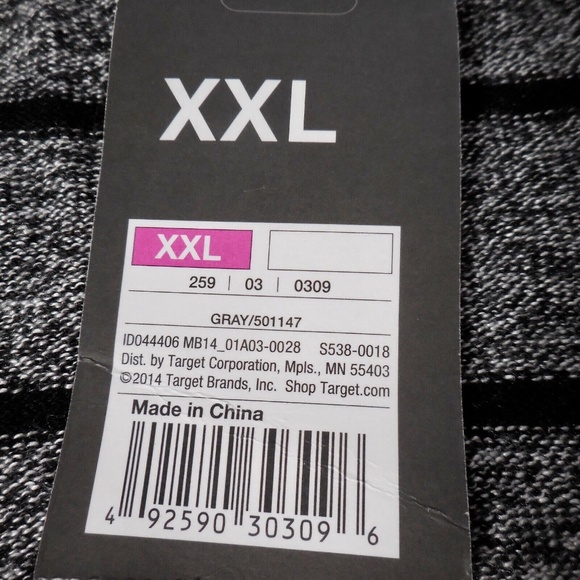 XXL
XXL
259 | 03 | 0309
GRAY/501147
ID044406 MB14_01A03-0028 S538-0018
Dist. by Target Corporation, Mpls., MN 55403
©2014 Target Brands, Inc. Shop Target.com
Made in China
4 92590 30309 6